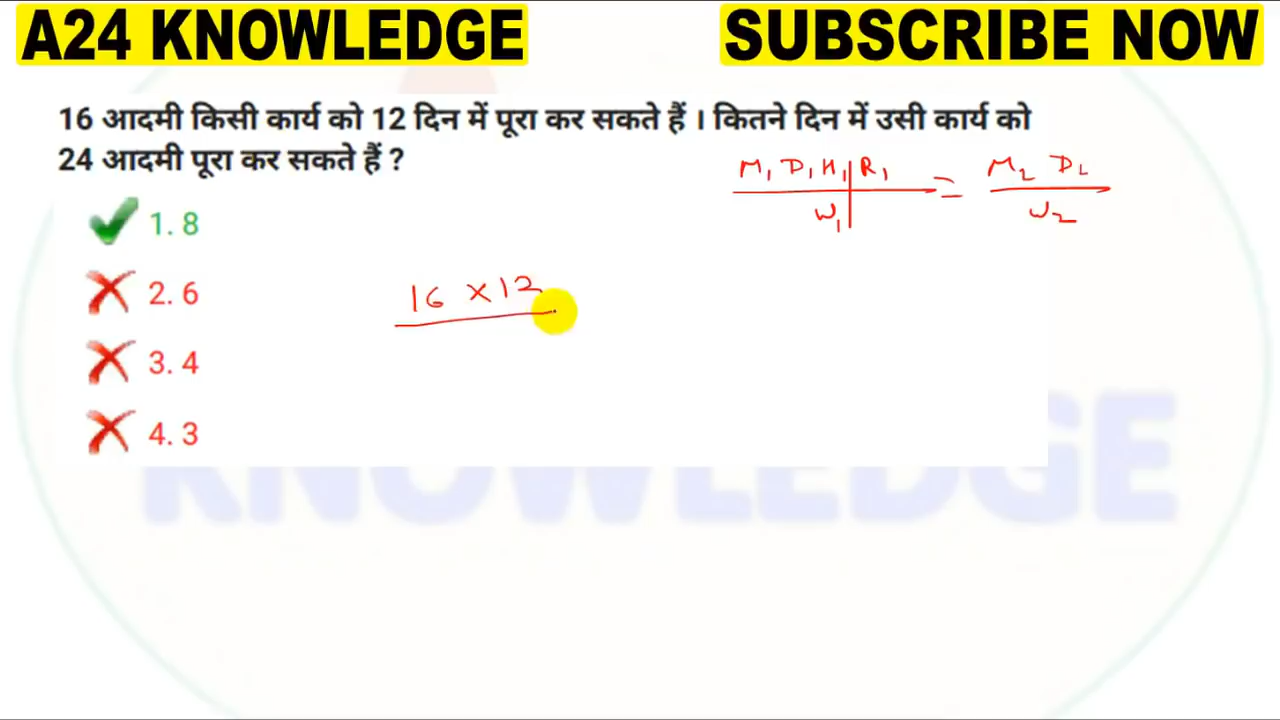 A24 KNOWLEDGE
SUBSCRIBE NOW
16 आदमी किसी कार्य को 12 दिन में पूरा कर सकते हैं । कितने दिन में उसी कार्य को
24 आदमी पूरा कर सकते हैं ?
M₁ D₁ H₁ R₁ = M₂ D₂
W₁ W₂
1. 8
2. 6
16 × 12
3. 4
4. 3
KNOWLEDGE